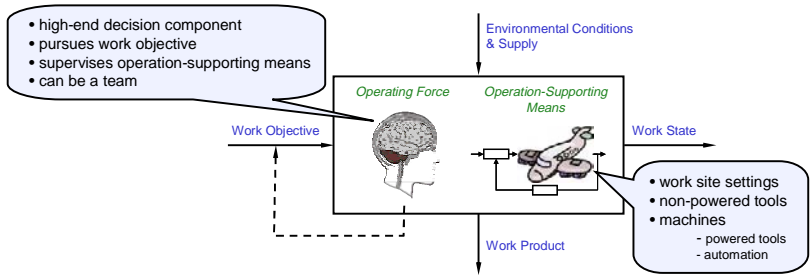 • high-end decision component
• pursues work objective
• supervises operation-supporting means
• can be a team
Environmental Conditions
& Supply
Operating Force
Operation-Supporting
Means
Work Objective
Work State
• work site settings
• non-powered tools
• machines
- powered tools
- automation
Work Product